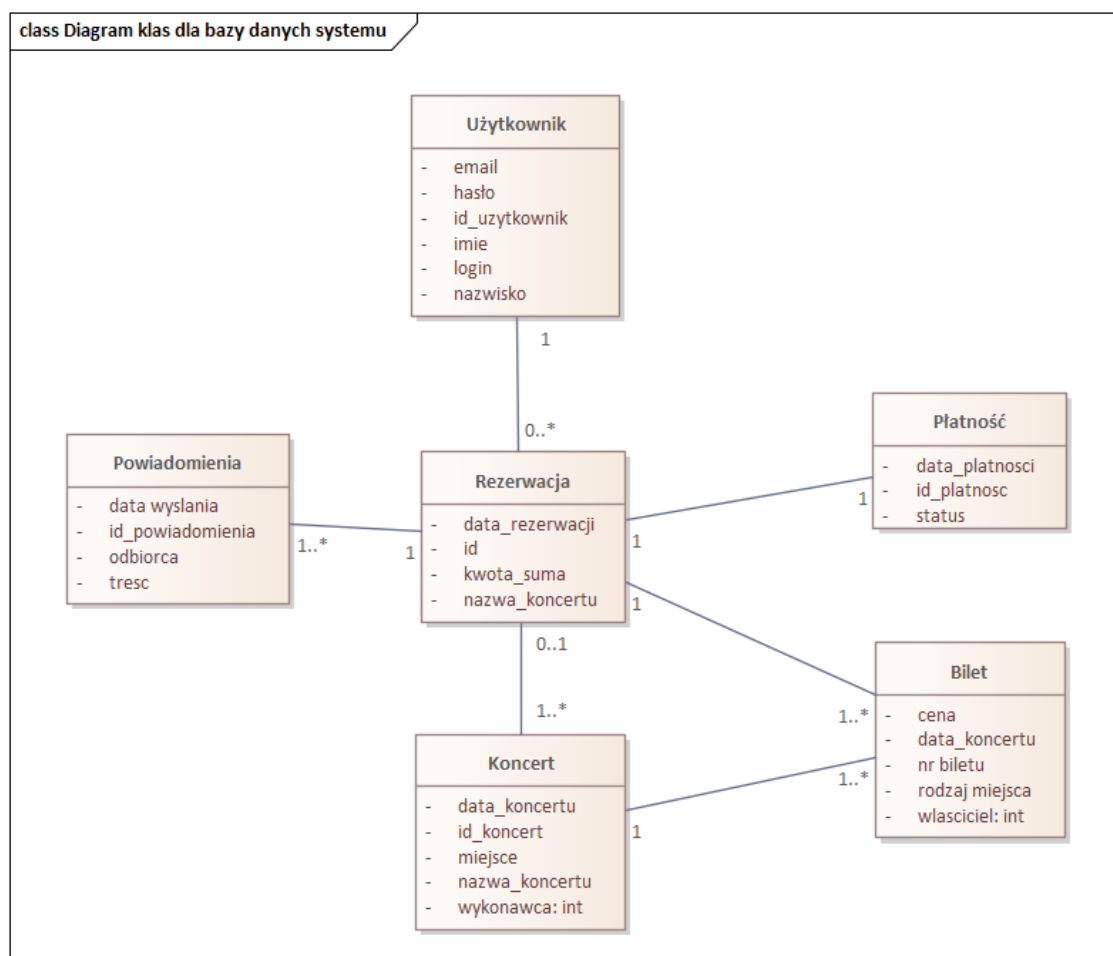 class Diagram klas dla bazy danych systemu
Użytkownik
- email
- hasło
- id_uzytkownik
- imie
- login
- nazwisko
1
0..*
Powiadomienia
- data wyslania
- id_powiadomienia
- odbiorca
- tresc
1..*
1
Rezerwacja
- data_rezerwacji
- id
- kwota_suma
- nazwa_koncertu
1
1
Płatność
- data_platnosci
- id_platnosc
- status
1
0..1
1..*
Koncert
- data_koncertu
- id_koncert
- miejsce
- nazwa_koncertu
- wykonawca: int
1
1..*
1..*
Bilet
- cena
- data_koncertu
- nr biletu
- rodzaj miejsca
- wlasciciel: int